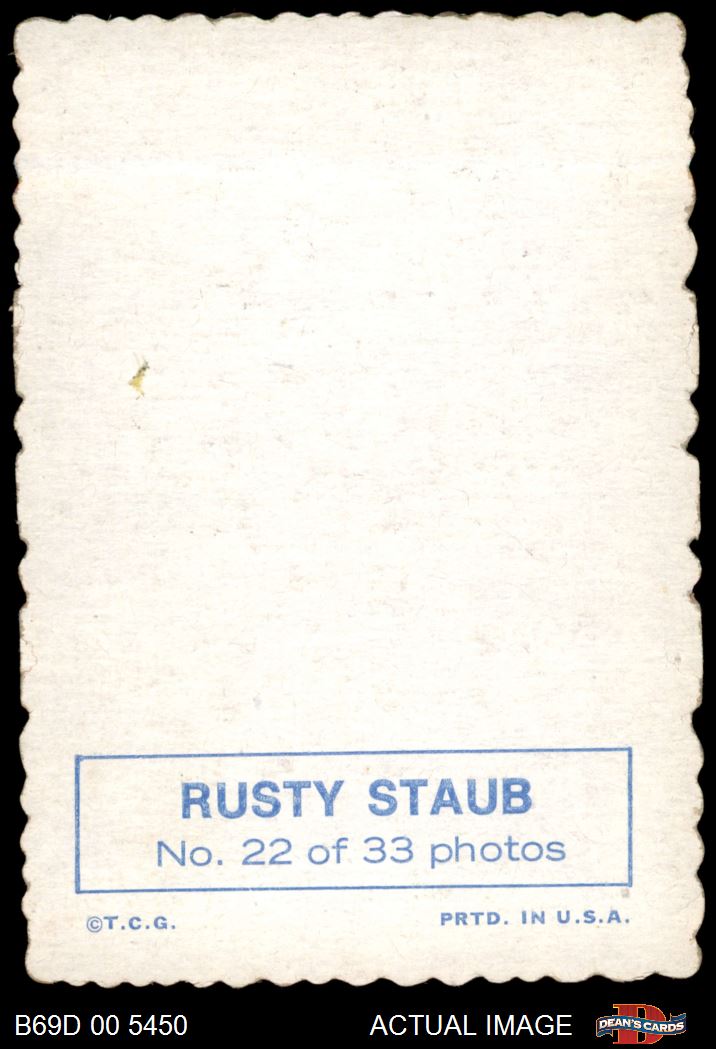 RUSTY STAUB
No. 22 of 33 photos
©T.C.G. PRTD. IN U.S.A.
B69D 00 5450 ACTUAL IMAGE DEAN'S CARDS